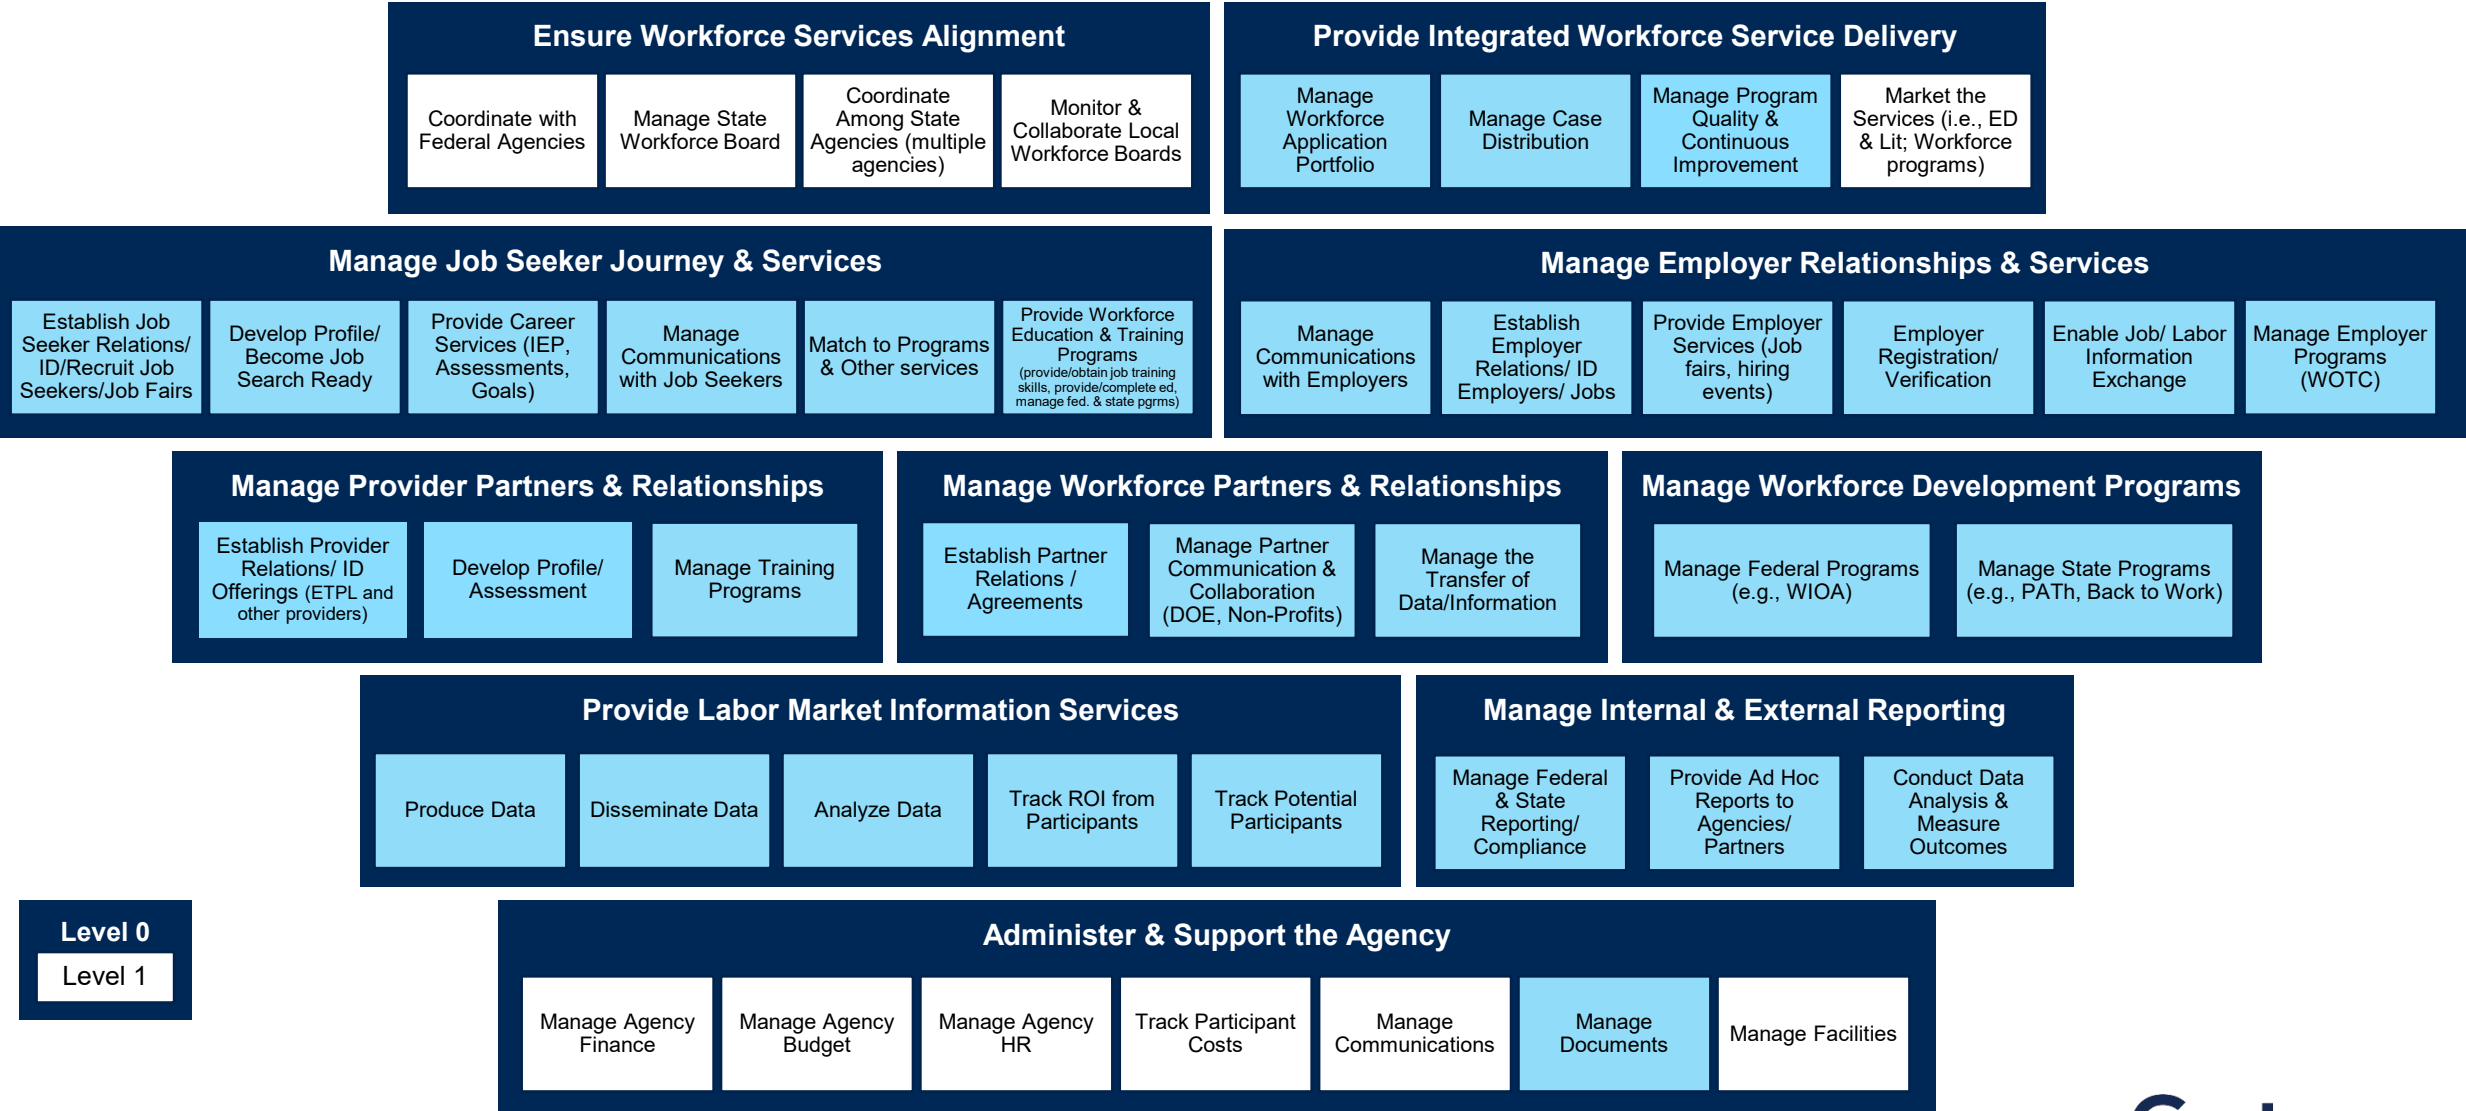 Ensure Workforce Services Alignment
Coordinate with
Federal Agencies
Manage State
Workforce Board
Coordinate
Among State
Agencies (multiple
agencies)
Monitor &
Collaborate Local
Workforce Boards
Provide Integrated Workforce Service Delivery
Manage
Workforce
Application
Portfolio
Manage Case
Distribution
Manage Program
Quality &
Continuous
Improvement
Market the
Services (i.e., ED
& Lit; Workforce
programs)
Manage Job Seeker Journey & Services
Establish Job
Seeker Relations/
ID/Recruit Job
Seekers/Job Fairs
Develop Profile/
Become Job
Search Ready
Provide Career
Services (IEP,
Assessments,
Goals)
Manage
Communications
with Job Seekers
Match to Programs
& Other services
Provide Workforce
Education & Training
Programs
(provide/obtain job training
skills, provide/complete ed,
manage fed. & state pgrms)
Manage Employer Relationships & Services
Manage
Communications
with Employers
Establish
Employer
Relations/ ID
Employers/ Jobs
Provide Employer
Services (Job
fairs, hiring
events)
Employer
Registration/
Verification
Enable Job/ Labor
Information
Exchange
Manage Employer
Programs
(WOTC)
Manage Provider Partners & Relationships
Establish Provider
Relations/ ID
Offerings (ETPL and
other providers)
Develop Profile/
Assessment
Manage Training
Programs
Manage Workforce Partners & Relationships
Establish Partner
Relations /
Agreements
Manage Partner
Communication &
Collaboration
(DOE, Non-Profits)
Manage the
Transfer of
Data/Information
Manage Workforce Development Programs
Manage Federal Programs
(e.g., WIOA)
Manage State Programs
(e.g., PATh, Back to Work)
Provide Labor Market Information Services
Produce Data
Disseminate Data
Analyze Data
Track ROI from
Participants
Track Potential
Participants
Manage Internal & External Reporting
Manage Federal
& State
Reporting/
Compliance
Provide Ad Hoc
Reports to
Agencies/
Partners
Conduct Data
Analysis &
Measure
Outcomes
Level 0
Level 1
Administer & Support the Agency
Manage Agency
Finance
Manage Agency
Budget
Manage Agency
HR
Track Participant
Costs
Manage
Communications
Manage
Documents
Manage Facilities